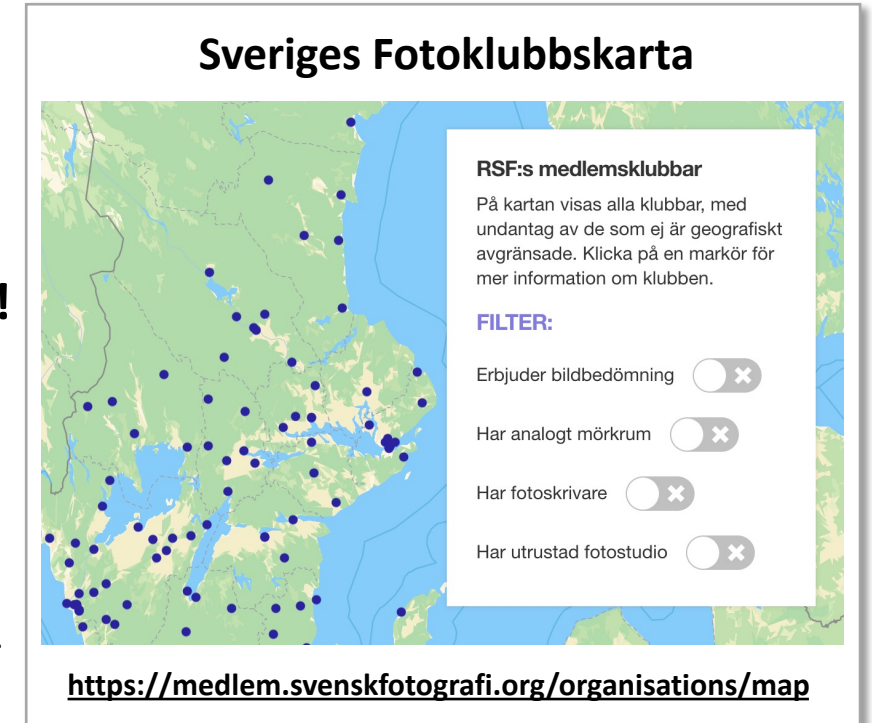 Sveriges Fotoklubbskarta
!
RSF:s medlemsklubbar
På kartan visas alla klubbar, med
undantag av de som ej är geografiskt
avgränsade. Klicka på en markör för
mer information om klubben.
FILTER:
Erbjuder bildbedömning
Har analogt mörkrum
Har fotoskrivare
Har utrustad fotostudio
https://medlem.svenskfotografi.org/organisations/map